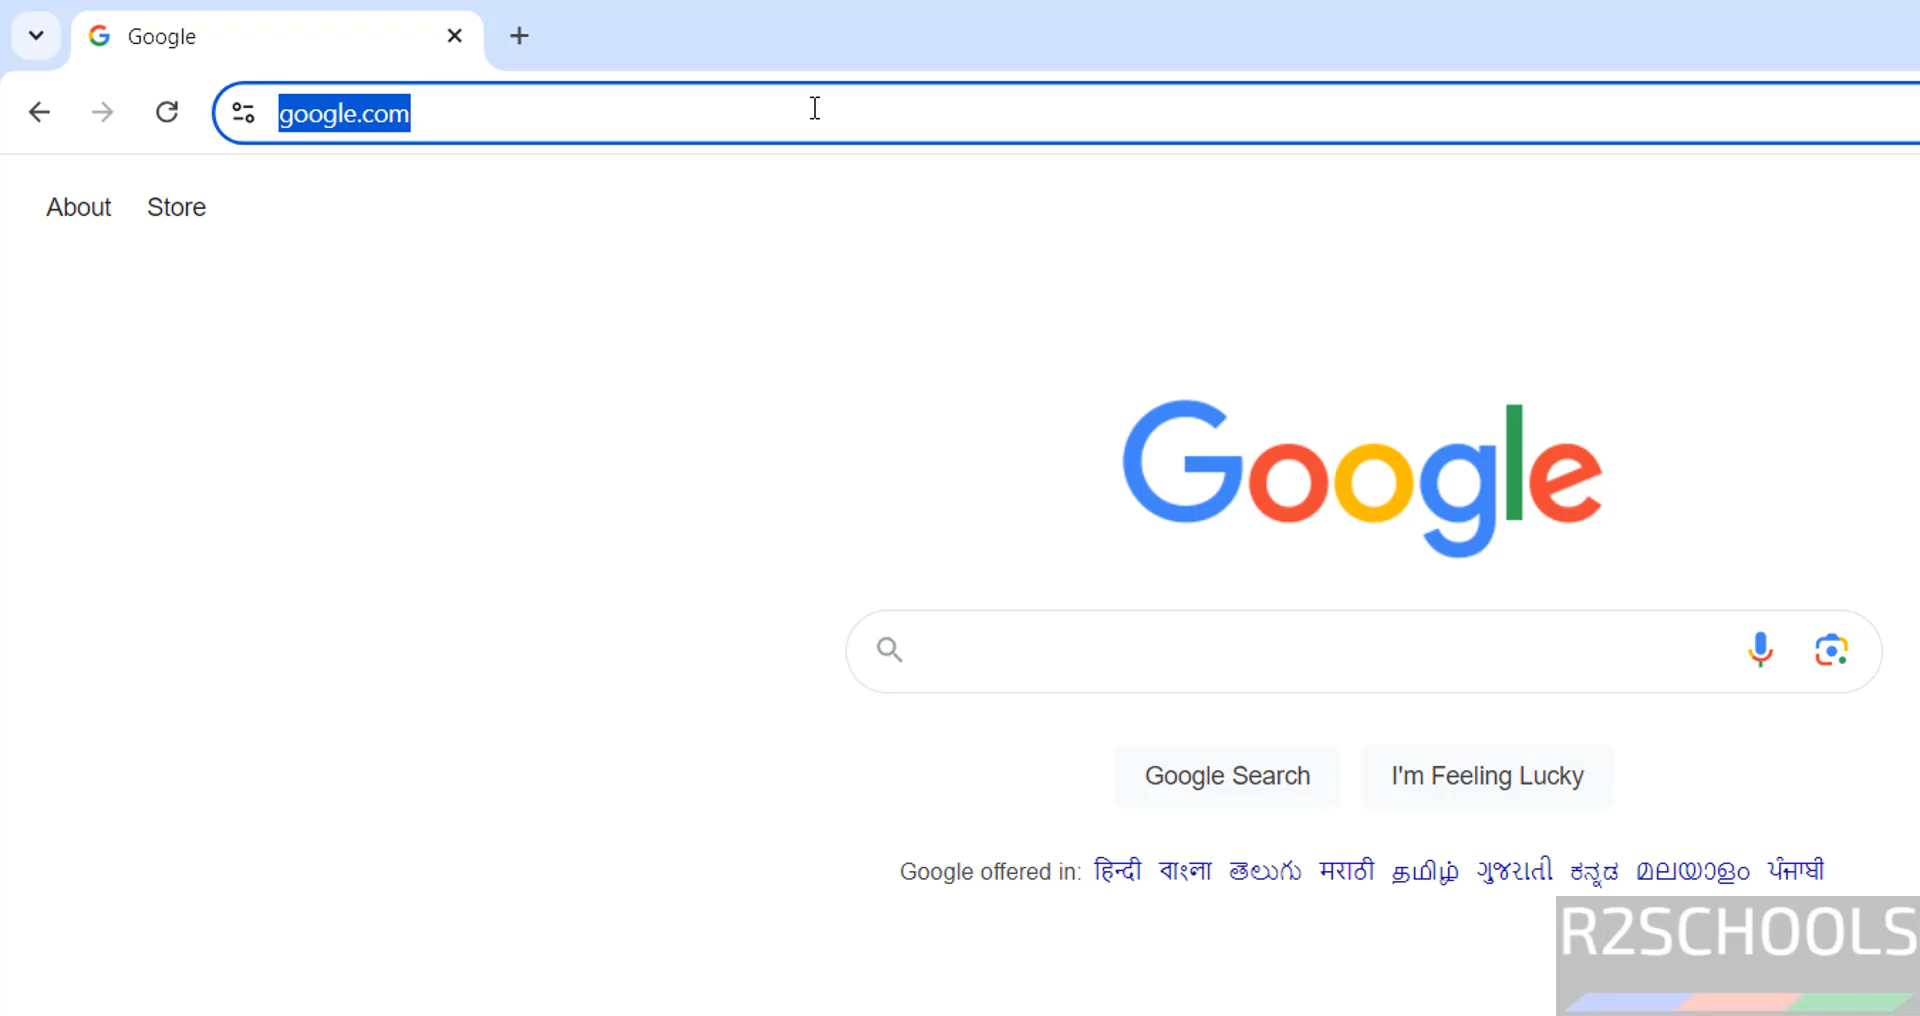 Google
google.com
About Store
Google
Google Search I'm Feeling Lucky
Google offered in: हिन्दी বাংলা తెలుగు मराठी தமிழ் ગુજરાતી ಕನ್ನಡ മലയാളം ਪੰਜਾਬੀ
R2SCHOOLS